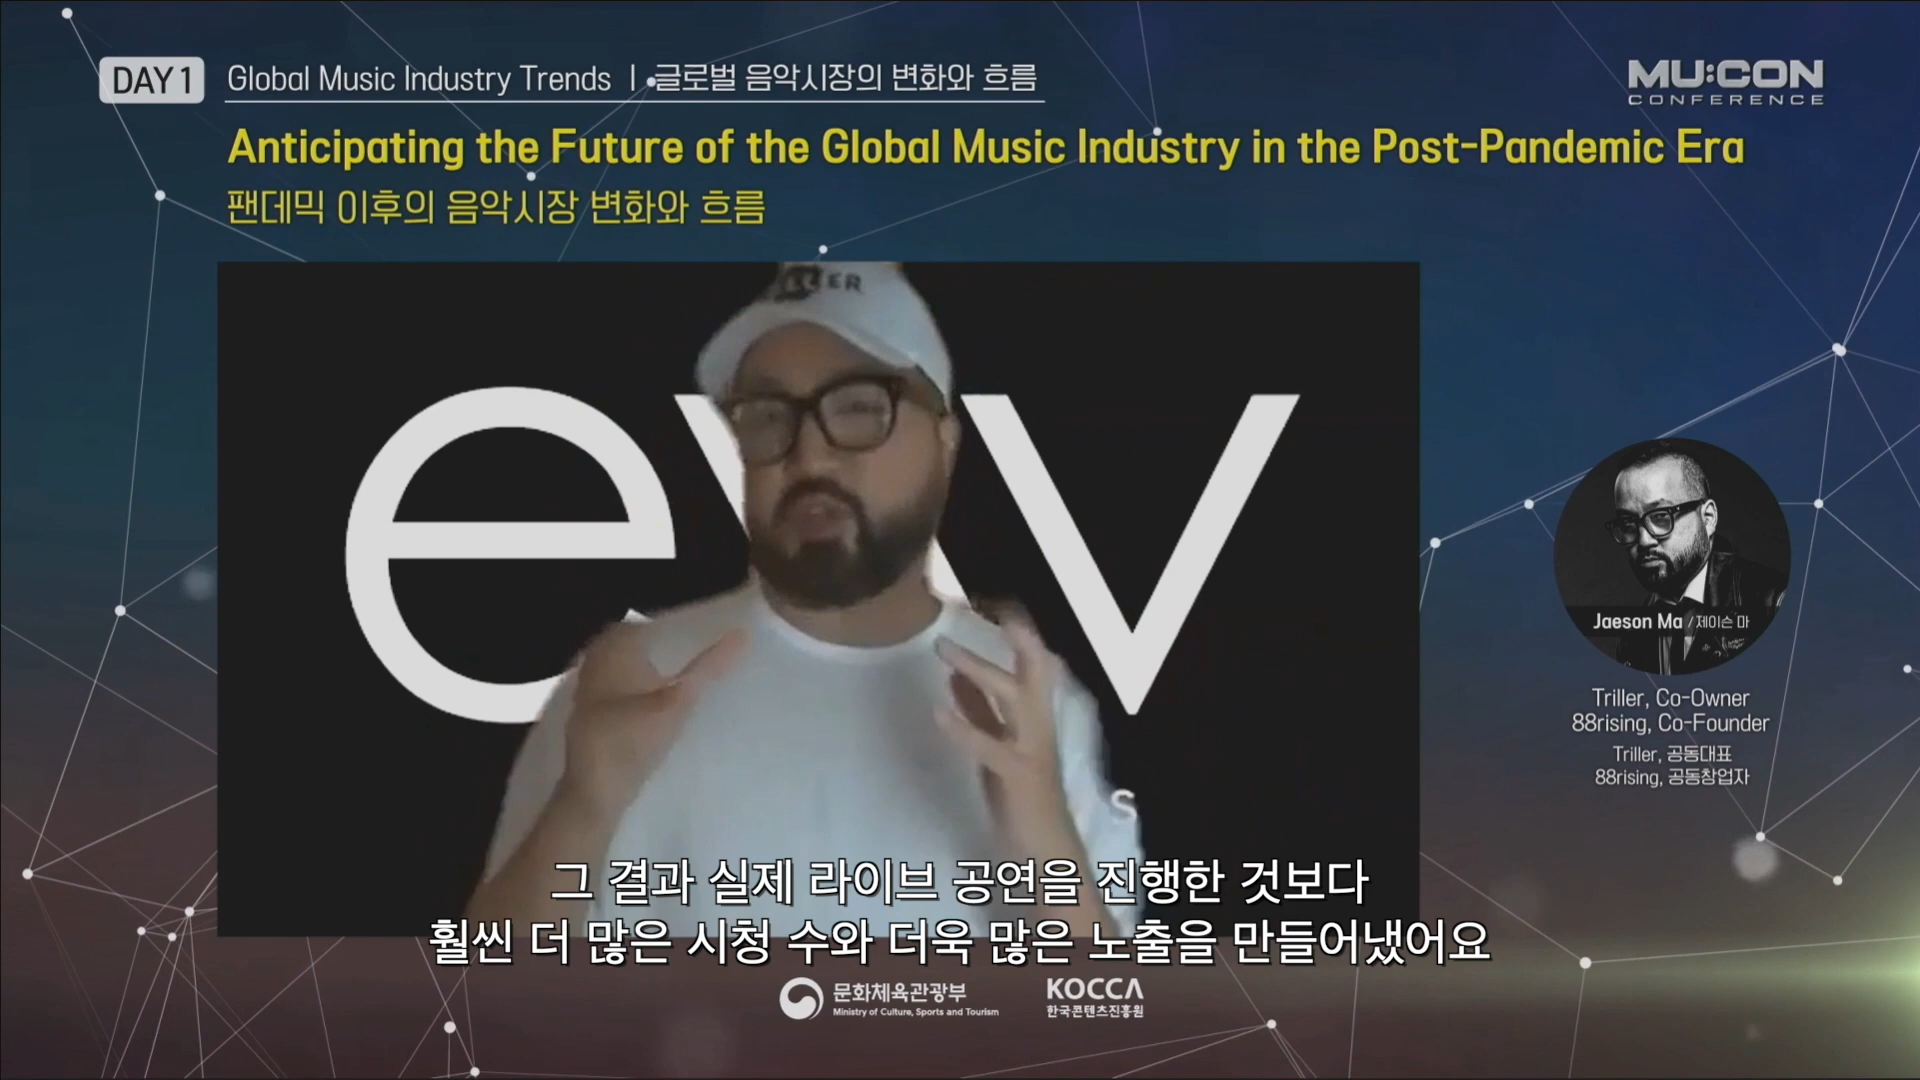 DAY 1 Global Music Industry Trends | 글로벌 음악시장의 변화와 흐름
MU:CON
CONFERENCE
Anticipating the Future of the Global Music Industry in the Post-Pandemic Era
팬데믹 이후의 음악시장 변화와 흐름
Jaeson Ma / 제이슨 마
Triller, Co-Owner
88rising, Co-Founder
Triller, 공동대표
88rising, 공동창업자
s
그 결과 실제 라이브 공연을 진행한 것보다
훨씬 더 많은 시청 수와 더욱 많은 노출을 만들어냈어요
문화체육관광부
Ministry of Culture, Sports and Tourism
KOCCA
한국콘텐츠진흥원